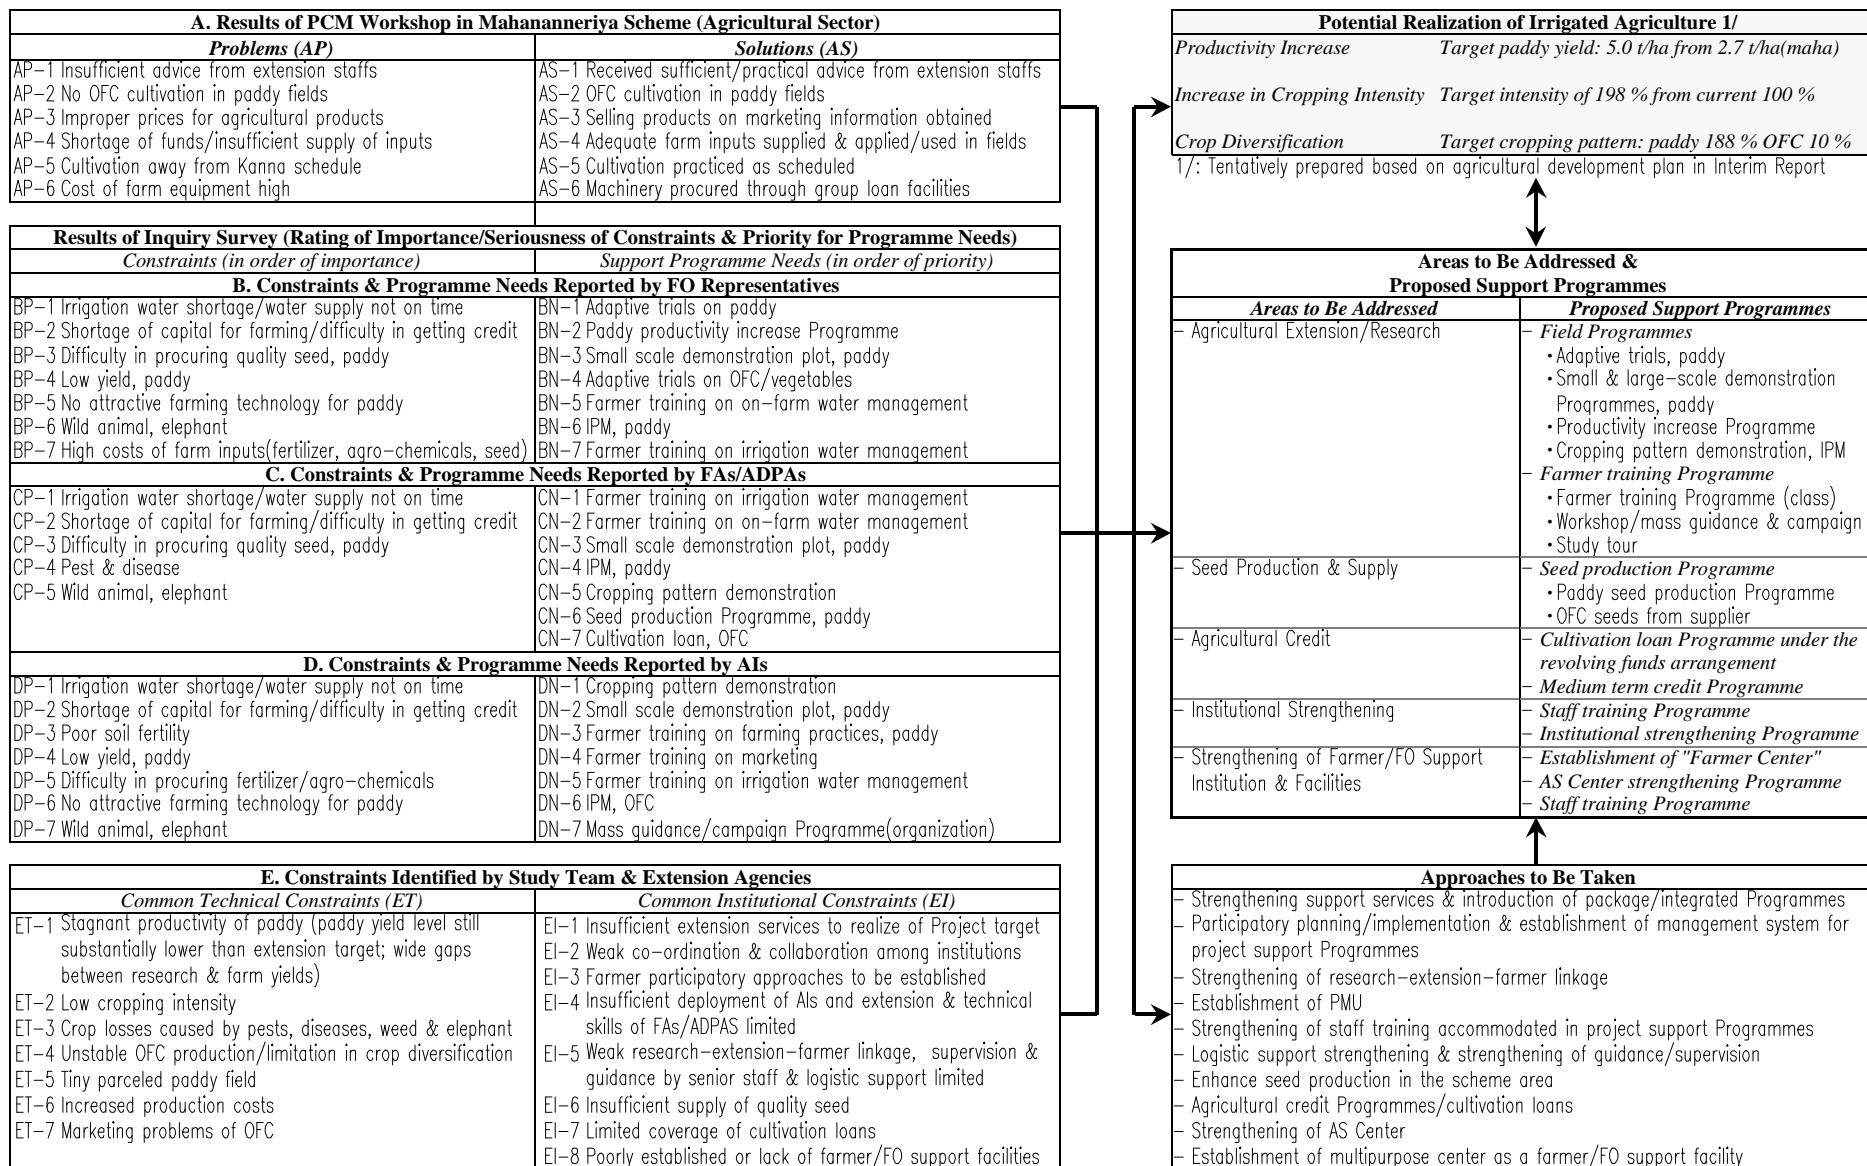 A. Results of PCM Workshop in Mahananneriya Scheme (Agricultural Sector)
Problems (AP)
AP-1 Insufficient advice from extension staffs
AP-2 No OFC cultivation in paddy fields
AP-3 Improper prices for agricultural products
AP-4 Shortage of funds/insufficient supply of inputs
AP-5 Cultivation away from Kanna schedule
AP-6 Cost of farm equipment high
Solutions (AS)
AS-1 Received sufficient/practical advice from extension staffs
AS-2 OFC cultivation in paddy fields
AS-3 Selling products on marketing information obtained
AS-4 Adequate farm inputs supplied & applied/used in fields
AS-5 Cultivation practiced as scheduled
AS-6 Machinery procured through group loan facilities
Results of Inquiry Survey (Rating of Importance/Seriousness of Constraints & Priority for Programme Needs)
Constraints (in order of importance)
Support Programme Needs (in order of priority)
B. Constraints & Programme Needs Reported by FO Representatives
BP-1 Irrigation water shortage/water supply not on time
BP-2 Shortage of capital for farming/difficulty in getting credit
BP-3 Difficulty in procuring quality seed, paddy
BP-4 Low yield, paddy
BP-5 No attractive farming technology for paddy
BP-6 Wild animal, elephant
BP-7 High costs of farm inputs(fertilizer, agro-chemicals, seed)
BN-1 Adaptive trials on paddy
BN-2 Paddy productivity increase Programme
BN-3 Small scale demonstration plot, paddy
BN-4 Adaptive trials on OFC/vegetables
BN-5 Farmer training on on-farm water management
BN-6 IPM, paddy
BN-7 Farmer training on irrigation water management
C. Constraints & Programme Needs Reported by FAs/ADPAs
CP-1 Irrigation water shortage/water supply not on time
CP-2 Shortage of capital for farming/difficulty in getting credit
CP-3 Difficulty in procuring quality seed, paddy
CP-4 Pest & disease
CP-5 Wild animal, elephant
CN-1 Farmer training on irrigation water management
CN-2 Farmer training on on-farm water management
CN-3 Small scale demonstration plot, paddy
CN-4 IPM, paddy
CN-5 Cropping pattern demonstration
CN-6 Seed production Programme, paddy
CN-7 Cultivation loan, OFC
D. Constraints & Programme Needs Reported by AIs
DP-1 Irrigation water shortage/water supply not on time
DP-2 Shortage of capital for farming/difficulty in getting credit
DP-3 Poor soil fertility
DP-4 Low yield, paddy
DP-5 Difficulty in procuring fertilizer/agro-chemicals
DP-6 No attractive farming technology for paddy
DP-7 Wild animal, elephant
DN-1 Cropping pattern demonstration
DN-2 Small scale demonstration plot, paddy
DN-3 Farmer training on farming practices, paddy
DN-4 Farmer training on marketing
DN-5 Farmer training on irrigation water management
DN-6 IPM, OFC
DN-7 Mass guidance/campaign Programme(organization)
E. Constraints Identified by Study Team & Extension Agencies
Common Technical Constraints (ET)
ET-1 Stagnant productivity of paddy (paddy yield level still
substantially lower than extension target; wide gaps
between research & farm yields)
ET-2 Low cropping intensity
ET-3 Crop losses caused by pests, diseases, weed & elephant
ET-4 Unstable OFC production/limitation in crop diversification
ET-5 Tiny parceled paddy field
ET-6 Increased production costs
ET-7 Marketing problems of OFC
Common Institutional Constraints (EI)
EI-1 Insufficient extension services to realize of Project target
EI-2 Weak co-ordination & collaboration among institutions
EI-3 Farmer participatory approaches to be established
EI-4 Insufficient deployment of AIs and extension & technical
skills of FAs/ADPAS limited
EI-5 Weak research-extension-farmer linkage, supervision &
guidance by senior staff & logistic support limited
EI-6 Insufficient supply of quality seed
EI-7 Limited coverage of cultivation loans
EI-8 Poorly established or lack of farmer/FO support facilities
Potential Realization of Irrigated Agriculture 1/
Productivity Increase Target paddy yield: 5.0 t/ha from 2.7 t/ha(maha)
Increase in Cropping Intensity Target intensity of 198 % from current 100 %
Crop Diversification Target cropping pattern: paddy 188 % OFC 10 %
1/: Tentatively prepared based on agricultural development plan in Interim Report
Areas to Be Addressed &
Proposed Support Programmes
Areas to Be Addressed
Proposed Support Programmes
- Agricultural Extension/Research
- Field Programmes
• Adaptive trials, paddy
• Small & large-scale demonstration
Programmes, paddy
• Productivity increase Programme
• Cropping pattern demonstration, IPM
- Farmer training Programme
• Farmer training Programme (class)
• Workshop/mass guidance & campaign
• Study tour
- Seed Production & Supply
- Seed production Programme
• Paddy seed production Programme
• OFC seeds from supplier
- Agricultural Credit
- Cultivation loan Programme under the
revolving funds arrangement
- Medium term credit Programme
- Institutional Strengthening
- Staff training Programme
- Institutional strengthening Programme
- Strengthening of Farmer/FO Support
Institution & Facilities
- Establishment of "Farmer Center"
- AS Center strengthening Programme
- Staff training Programme
Approaches to Be Taken
- Strengthening support services & introduction of package/integrated Programmes
- Participatory planning/implementation & establishment of management system for
project support Programmes
- Strengthening of research-extension-farmer linkage
- Establishment of PMU
- Strengthening of staff training accommodated in project support Programmes
- Logistic support strengthening & strengthening of guidance/supervision
- Enhance seed production in the scheme area
- Agricultural credit Programmes/cultivation loans
- Strengthening of AS Center
- Establishment of multipurpose center as a farmer/FO support facility